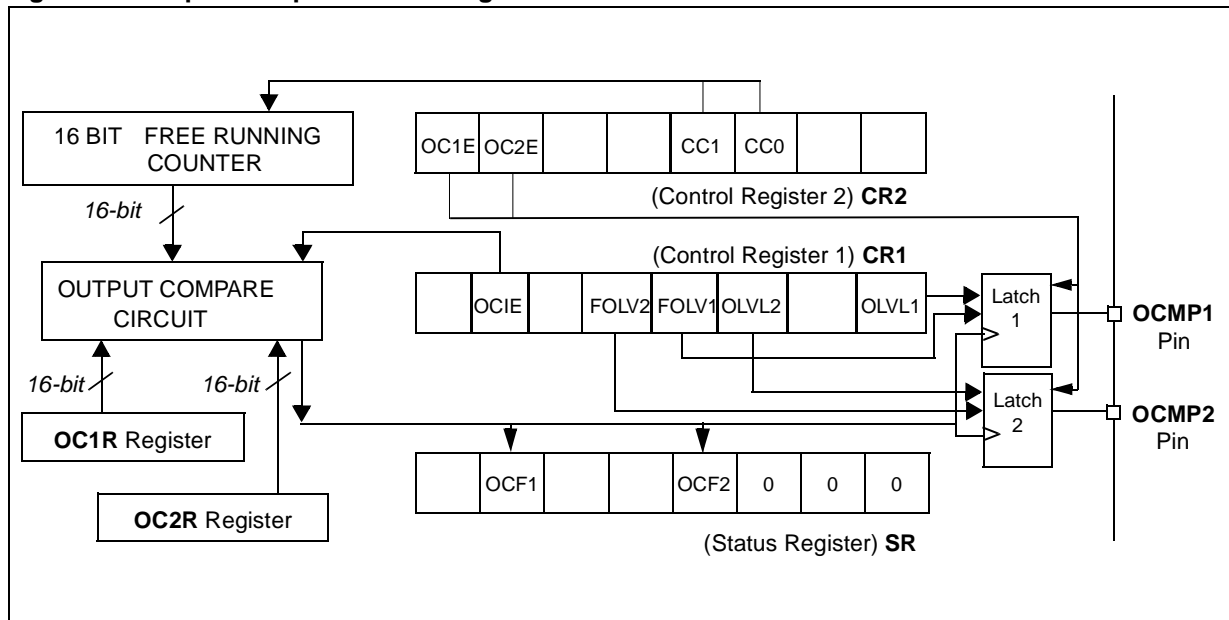 16 BIT FREE RUNNING
COUNTER
OC1E OC2E CC1 CC0
(Control Register 2) CR2
16-bit
(Control Register 1) CR1
OUTPUT COMPARE
CIRCUIT
OCIE FOLV2 FOLV1 OLVL2 OLVL1
Latch
1
OCMP1
Pin
16-bit 16-bit
Latch
2
OCMP2
Pin
OC1R Register
OCF1 OCF2 0 0 0
OC2R Register
(Status Register) SR